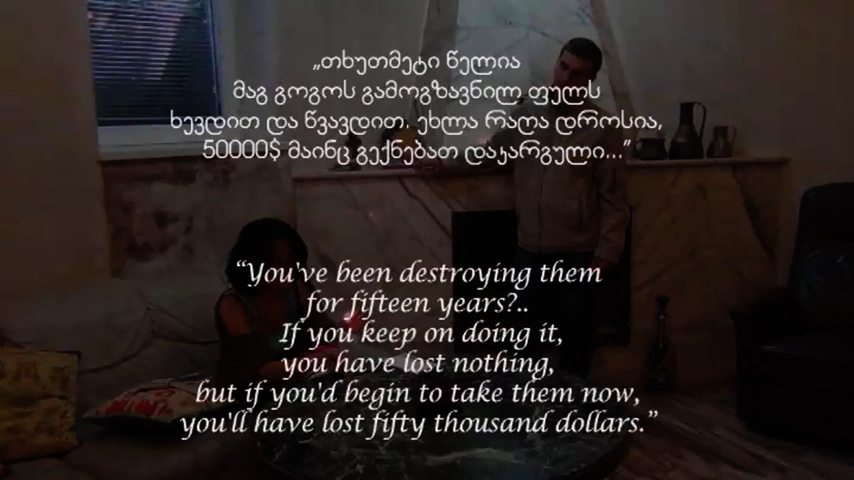 „თხუთმეტი წელია
მაგ გოგოს გამოგზავნილ ფულს
ხევდით და წვავდით, ეხლა რაღა დროსია,
50000$ მაინც გექნებათ დაკარგული...”
“You've been destroying them
for fifteen years?..
If you keep on doing it,
you have lost nothing,
but if you'd begin to take them now,
you'll have lost fifty thousand dollars.”